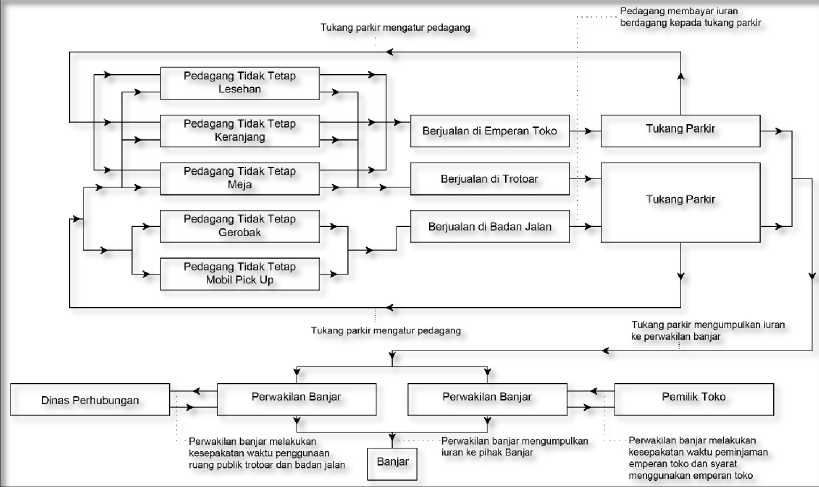 Pedagang membayar iuran
berdagang kepada tukang parkir
Tukang parkir mengatur pedagang
Pedagang Tidak Tetap
Lesehan
Pedagang Tidak Tetap
Keranjang
Berjualan di Emperan Toko
Tukang Parkir
Pedagang Tidak Tetap
Meja
Berjualan di Trotoar
Tukang Parkir
Pedagang Tidak Tetap
Gerobak
Berjualan di Badan Jalan
Pedagang Tidak Tetap
Mobil Pick Up
Tukang parkir mengatur pedagang
Tukang parkir mengumpulkan iuran
ke perwakilan banjar
Dinas Perhubungan
Perwakilan Banjar
Perwakilan Banjar
Pemilik Toko
Perwakilan banjar melakukan
kesepakatan waktu penggunaan
ruang publik trotoar dan badan jalan
Banjar
Perwakilan banjar mengumpulkan
iuran ke pihak Banjar
Perwakilan banjar melakukan
kesepakatan waktu peminjaman
emperan toko dan syarat
menggunakan emperan toko